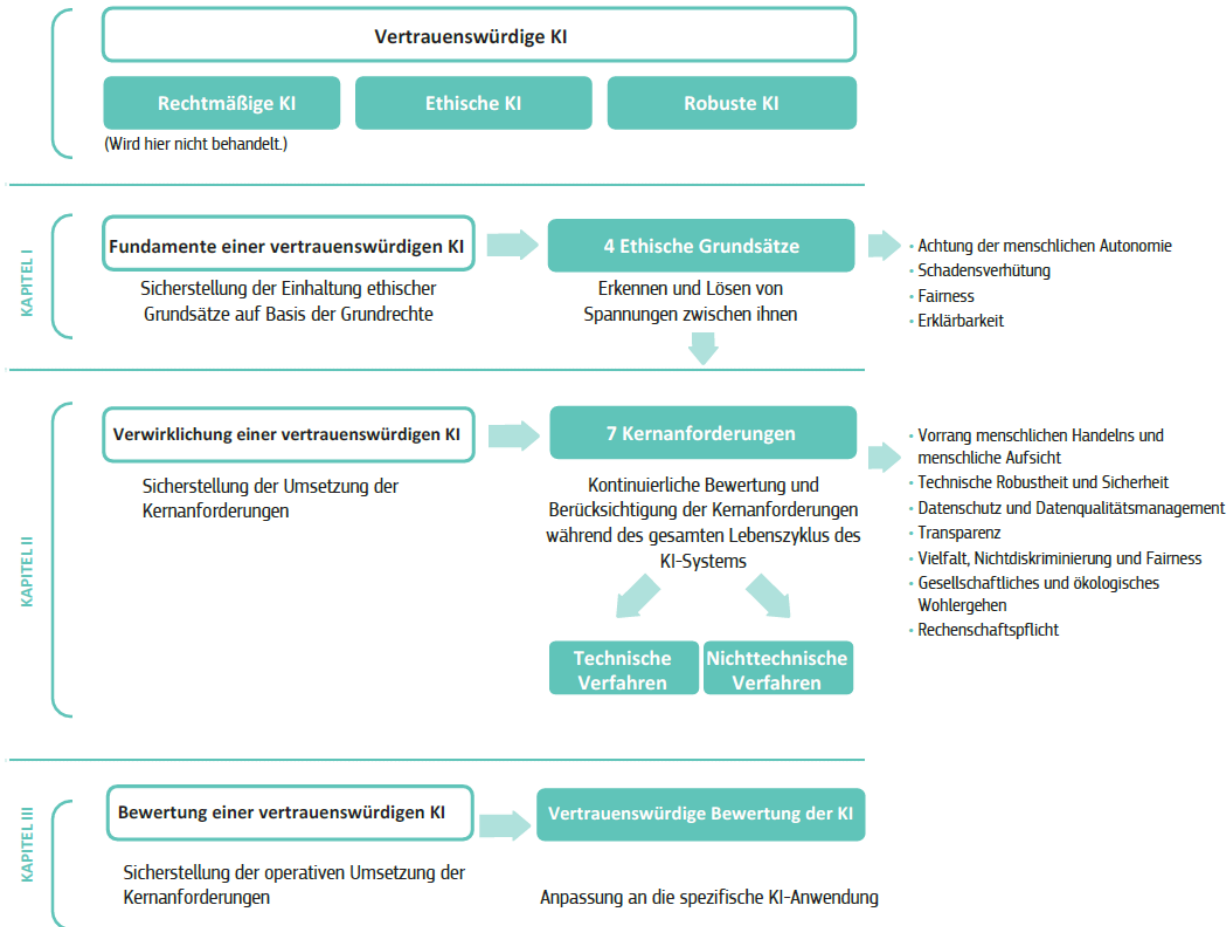 Vertrauenswürdige KI
Rechtmäßige KI
Ethische KI
Robuste KI
(Wird hier nicht behandelt.)
KAPITEL I
Fundamente einer vertrauenswürdigen KI
Sicherstellung der Einhaltung ethischer
Grundsätze auf Basis der Grundrechte
4 Ethische Grundsätze
Erkennen und Lösen von
Spannungen zwischen ihnen
• Achtung der menschlichen Autonomie
• Schadensverhütung
• Fairness
• Erklärbarkeit
KAPITEL II
Verwirklichung einer vertrauenswürdigen KI
Sicherstellung der Umsetzung der
Kernanforderungen
7 Kernanforderungen
Kontinuierliche Bewertung und
Berücksichtigung der Kernanforderungen
während des gesamten Lebenszyklus des
KI-Systems
Technische
Verfahren
Nichttechnische
Verfahren
• Vorrang menschlichen Handelns und
menschliche Aufsicht
• Technische Robustheit und Sicherheit
• Datenschutz und Datenqualitätsmanagement
• Transparenz
• Vielfalt, Nichtdiskriminierung und Fairness
• Gesellschaftliches und ökologisches
Wohlergehen
• Rechenschaftspflicht
KAPITEL III
Bewertung einer vertrauenswürdigen KI
Sicherstellung der operativen Umsetzung der
Kernanforderungen
Vertrauenswürdige Bewertung der KI
Anpassung an die spezifische KI-Anwendung